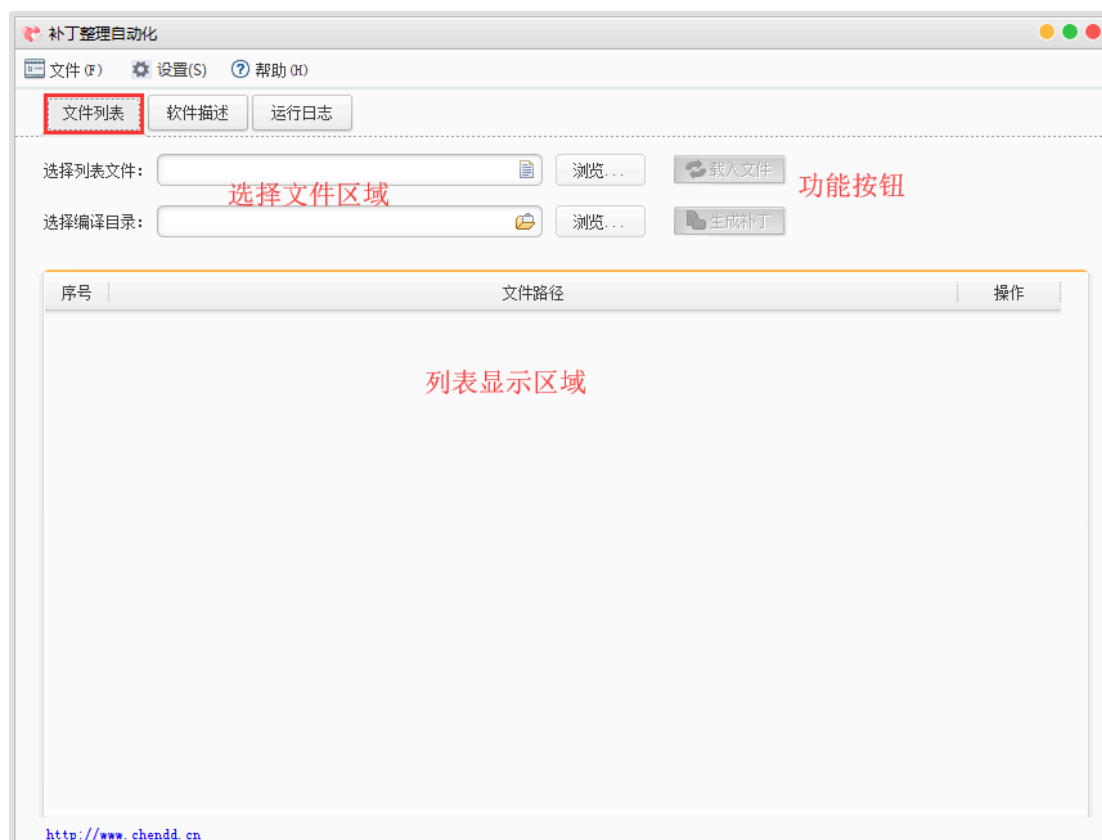 补丁整理自动化
文件(F) 设置(S) 帮助(H)
文件列表 软件描述 运行日志
选择列表文件: 浏览... 载入文件
选择文件区域 功能按钮
选择编译目录: 浏览... 生成补丁
序号 文件路径 操作
列表显示区域
http://www.chendd.cn